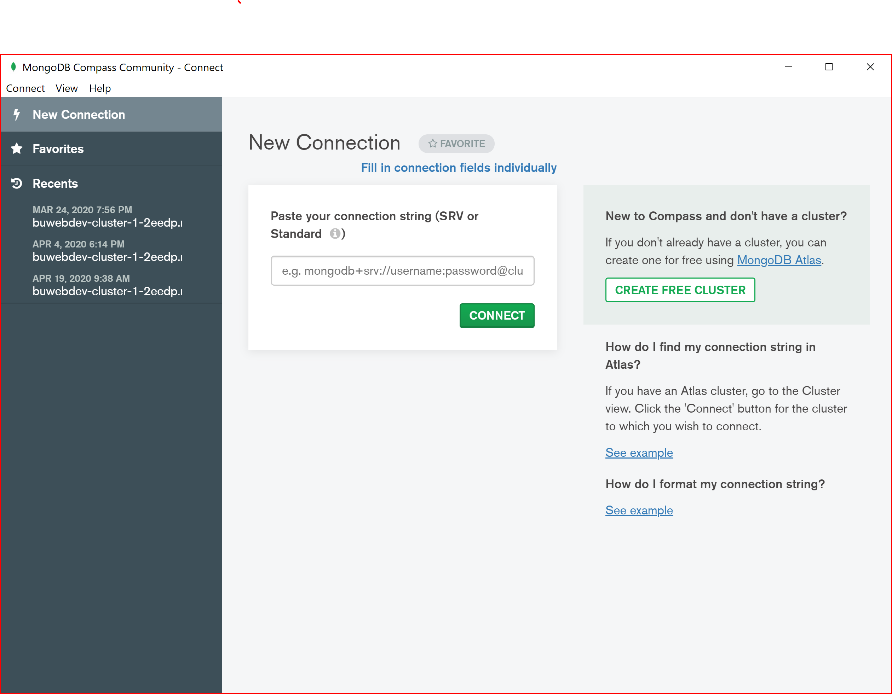 MongoDB Compass Community - Connect
Connect View Help
New Connection
Favorites
Recents
MAR 24, 2020 7:56 PM
buwebdev-cluster-1-2eedp.
APR 4, 2020 6:14 PM
buwebdev-cluster-1-2eedp.
APR 19, 2020 9:38 AM
buwebdev-cluster-1-2eedp.
New Connection
FAVORITE
Fill in connection fields individually
Paste your connection string (SRV or
Standard )
e.g. mongodb+srv://username:password@clu
CONNECT
New to Compass and don't have a cluster?
If you don't already have a cluster, you can
create one for free using MongoDB Atlas.
CREATE FREE CLUSTER
How do I find my connection string in
Atlas?
If you have an Atlas cluster, go to the Cluster
view. Click the 'Connect' button for the cluster
to which you wish to connect.
See example
How do I format my connection string?
See example